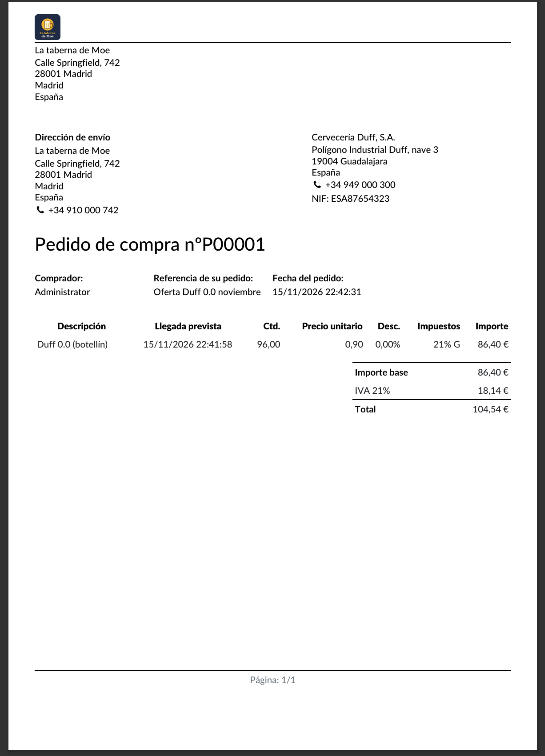 La taberna de Moe
Calle Springfield, 742
28001 Madrid
Madrid
España
Dirección de envío
La taberna de Moe
Calle Springfield, 742
28001 Madrid
Madrid
España
+34 910 000 742
Cervecería Duff, S.A.
Polígono Industrial Duff, nave 3
19004 Guadalajara
España
+34 949 000 300
NIF: ESA87654323
Pedido de compra nºP00001
Comprador: Referencia de su pedido: Fecha del pedido:
Administrator Oferta Duff 0.0 noviembre 15/11/2026 22:42:31
Descripción Llegada prevista Ctd. Precio unitario Desc. Impuestos Importe
Duff 0.0 (botellín) 15/11/2026 22:41:58 96,00 0,90 0,00% 21% G 86,40 €
Importe base 86,40 €
IVA 21% 18,14 €
Total 104,54 €
Página: 1/1